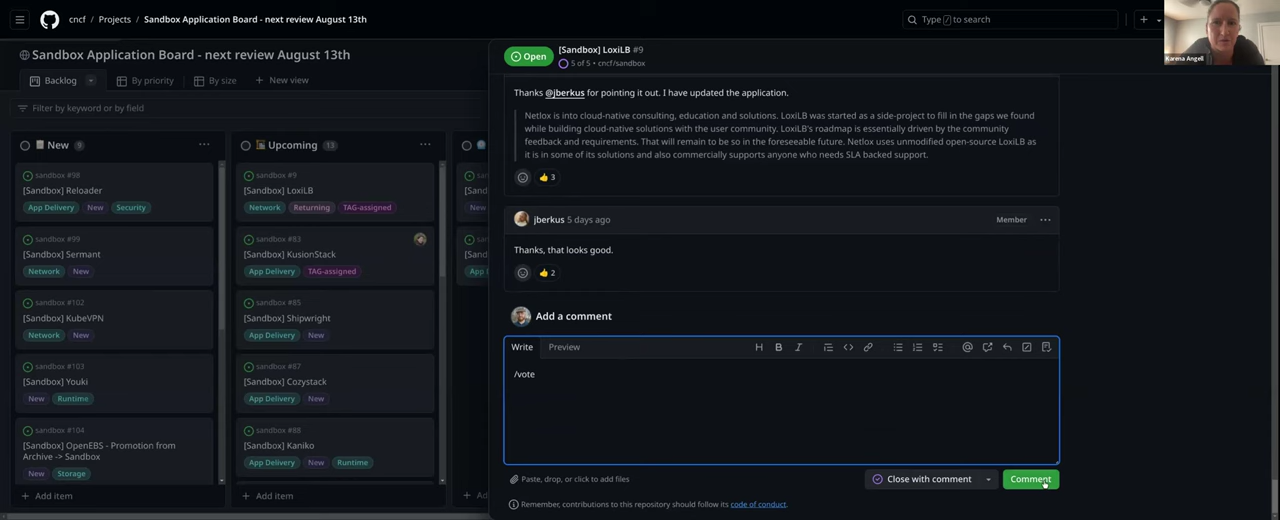 cncf / Projects / Sandbox Application Board - next review August 13th
Type / to search
Karena Angell
Sandbox Application Board - next review August 13th
Backlog
By priority
By size
+ New view
Filter by keyword or by field
New 9
sandbox #98
[Sandbox] Reloader
App Delivery New Security
sandbox #99
[Sandbox] Sermant
Network New
sandbox #102
[Sandbox] KubeVPN
Network New
sandbox #103
[Sandbox] Youki
New Runtime
sandbox #104
[Sandbox] OpenEBS - Promotion from
Archive -> Sandbox
New Storage
+ Add item
Upcoming 13
sandbox #9
[Sandbox] LoxiLB
Network Returning TAG-assigned
sandbox #83
[Sandbox] KusionStack
App Delivery TAG-assigned
sandbox #85
[Sandbox] Shipwright
App Delivery New
sandbox #87
[Sandbox] Cozystack
App Delivery New
sandbox #88
[Sandbox] Kaniko
App Delivery New Runtime
+ Add item
New
App D
+ Ad
Open
[Sandbox] LoxiLB #9
5 of 5 • cncf/sandbox
Thanks @jberkus for pointing it out. I have updated the application.
Netlox is into cloud-native consulting, education and solutions. LoxiLB was started as a side-project to fill in the gaps we found
while building cloud-native solutions with the user community. LoxiLB's roadmap is essentially driven by the community
feedback and requirements. That will remain to be so in the foreseeable future. Netlox uses unmodified open-source LoxiLB as
it is in some of its solutions and also commercially supports anyone who needs SLA backed support.
👍 3
jberkus 5 days ago
Member
Thanks, that looks good.
👍 2
Add a comment
Write
Preview
/vote
Paste, drop, or click to add files
Close with comment
Comment
Remember, contributions to this repository should follow its code of conduct.